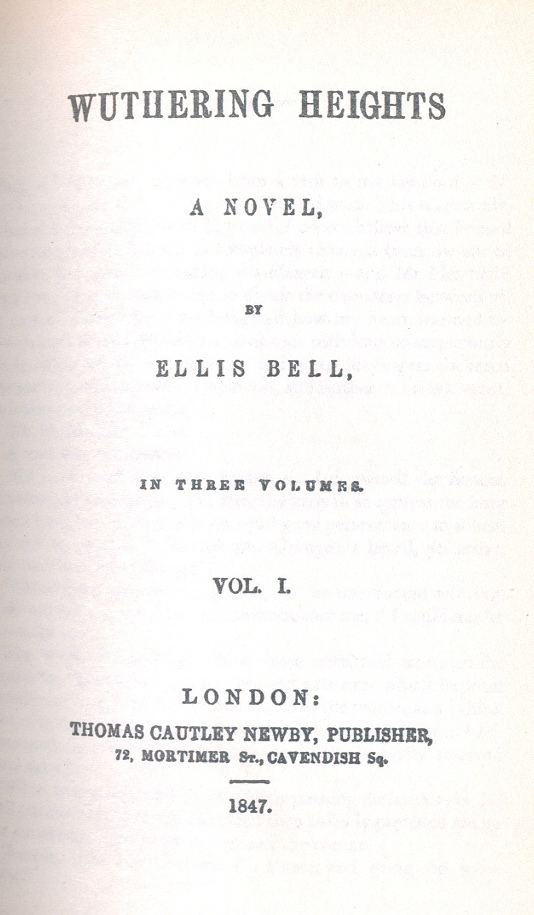 WUTHERING HEIGHTS
A NOVEL,
BY
ELLIS BELL,
IN THREE VOLUMES.
VOL. I.
LONDON:
THOMAS CAUTLEY NEWBY, PUBLISHER,
72, MORTIMER ST., CAVENDISH SQ.
1847.